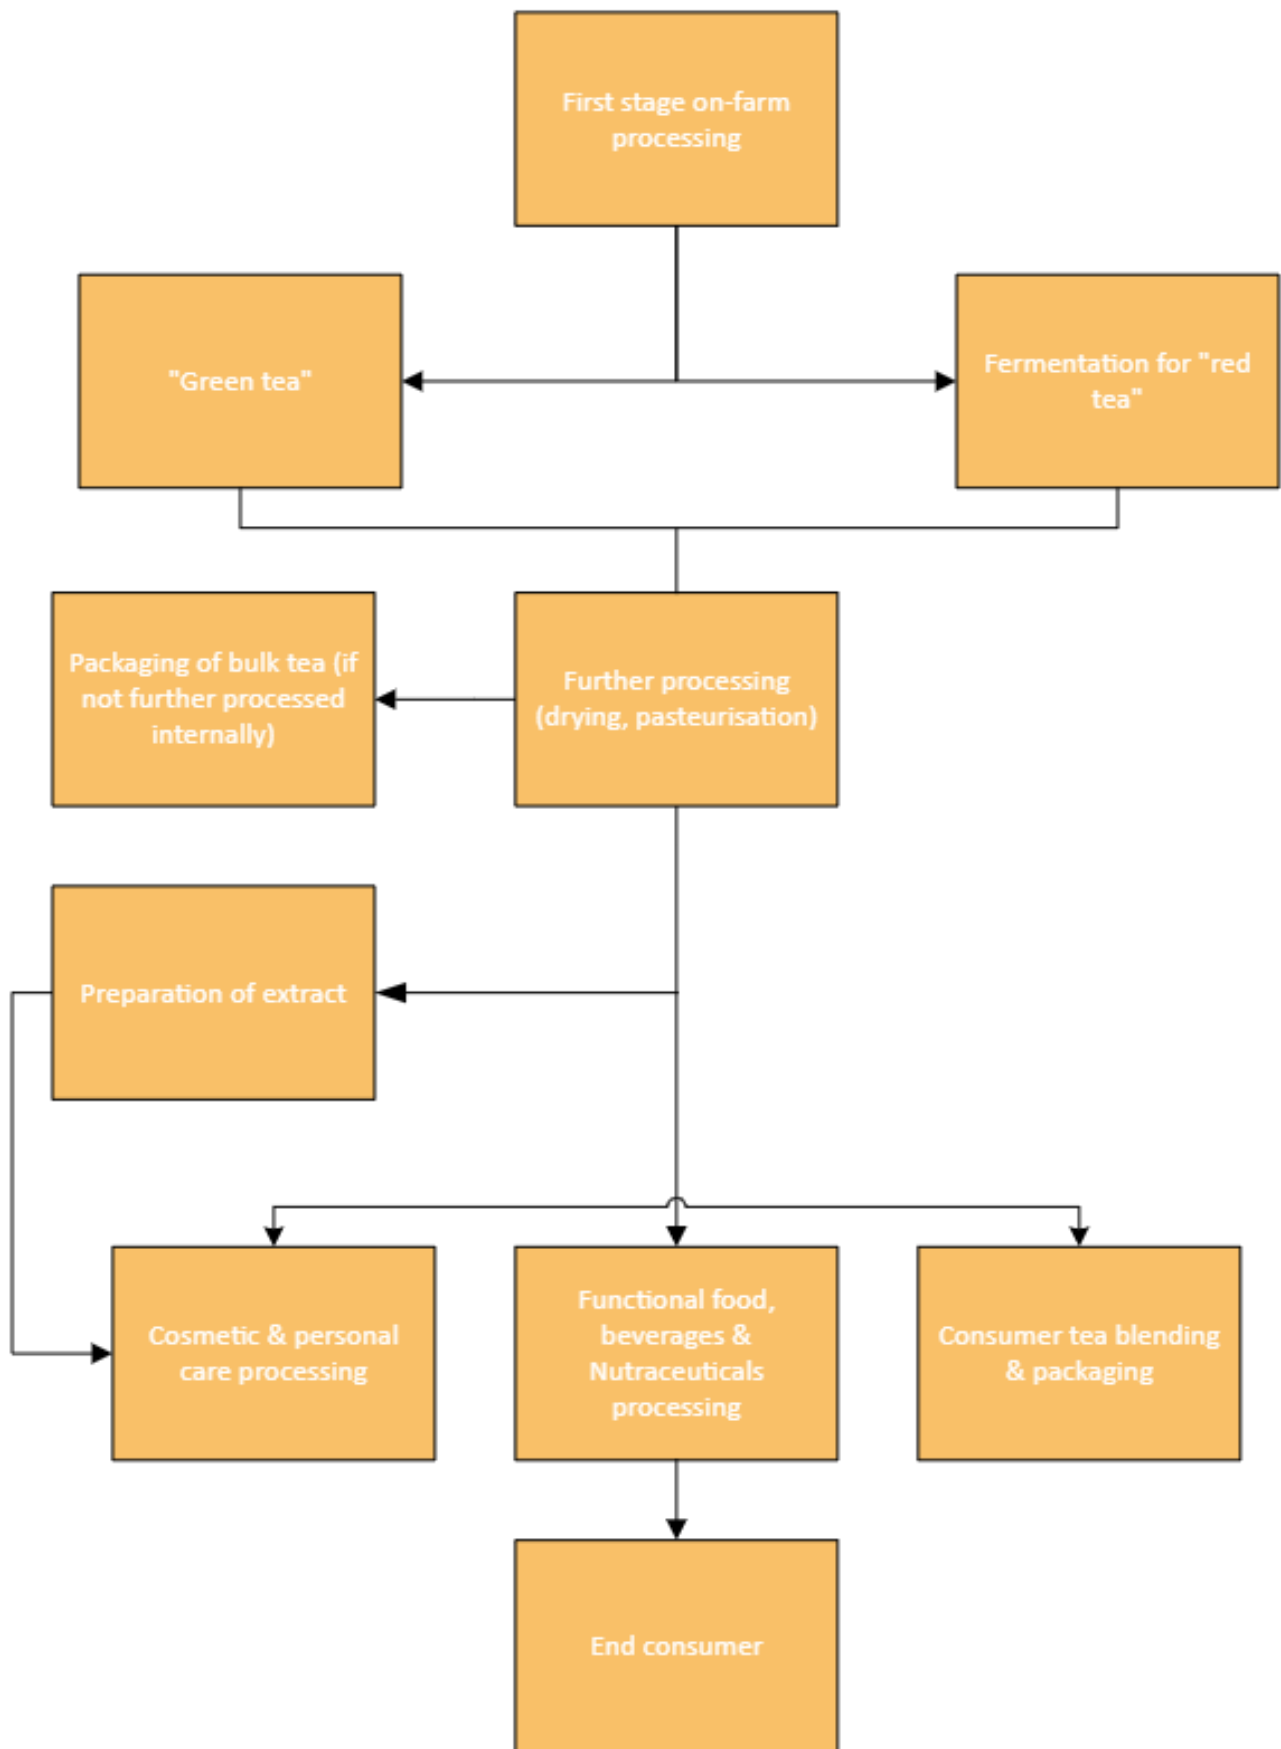 First stage on-farm
processing
"Green tea"
Fermentation for "red
tea"
Packaging of bulk tea (if
not further processed
internally)
Further processing
(drying, pasteurisation)
Preparation of extract
Cosmetic & personal
care processing
Functional food,
beverages &
Nutraceuticals
processing
Consumer tea blending
& packaging
End consumer